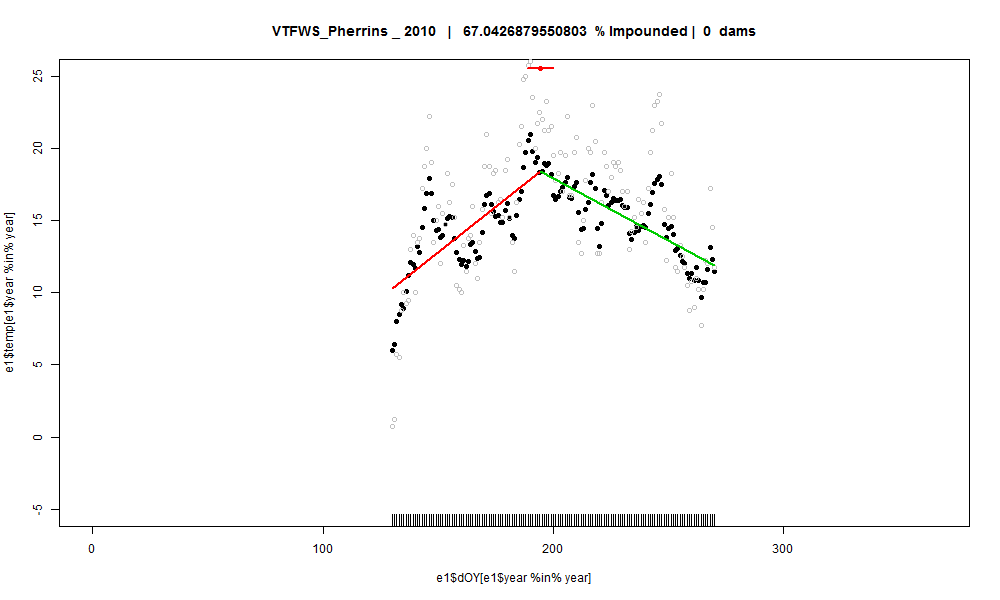 VTFWS_Pherrins _ 2010 | 67.0426879550803 % Impounded | 0 dams
e1$temp[e1$year %in% year]
25
20
15
10
5
0
-5
0 100 200 300
e1$dOY[e1$year %in% year]